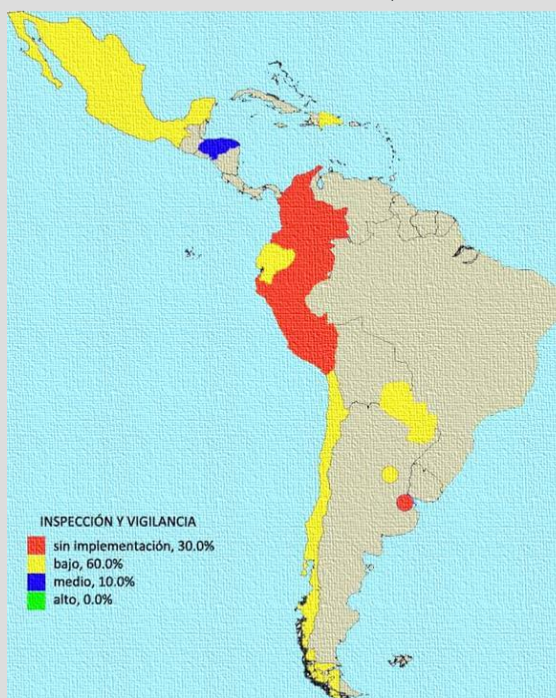 INSPECCIÓN Y VIGILANCIA
sin implementación, 30.0%
bajo, 60.0%
medio, 10.0%
alto, 0.0%